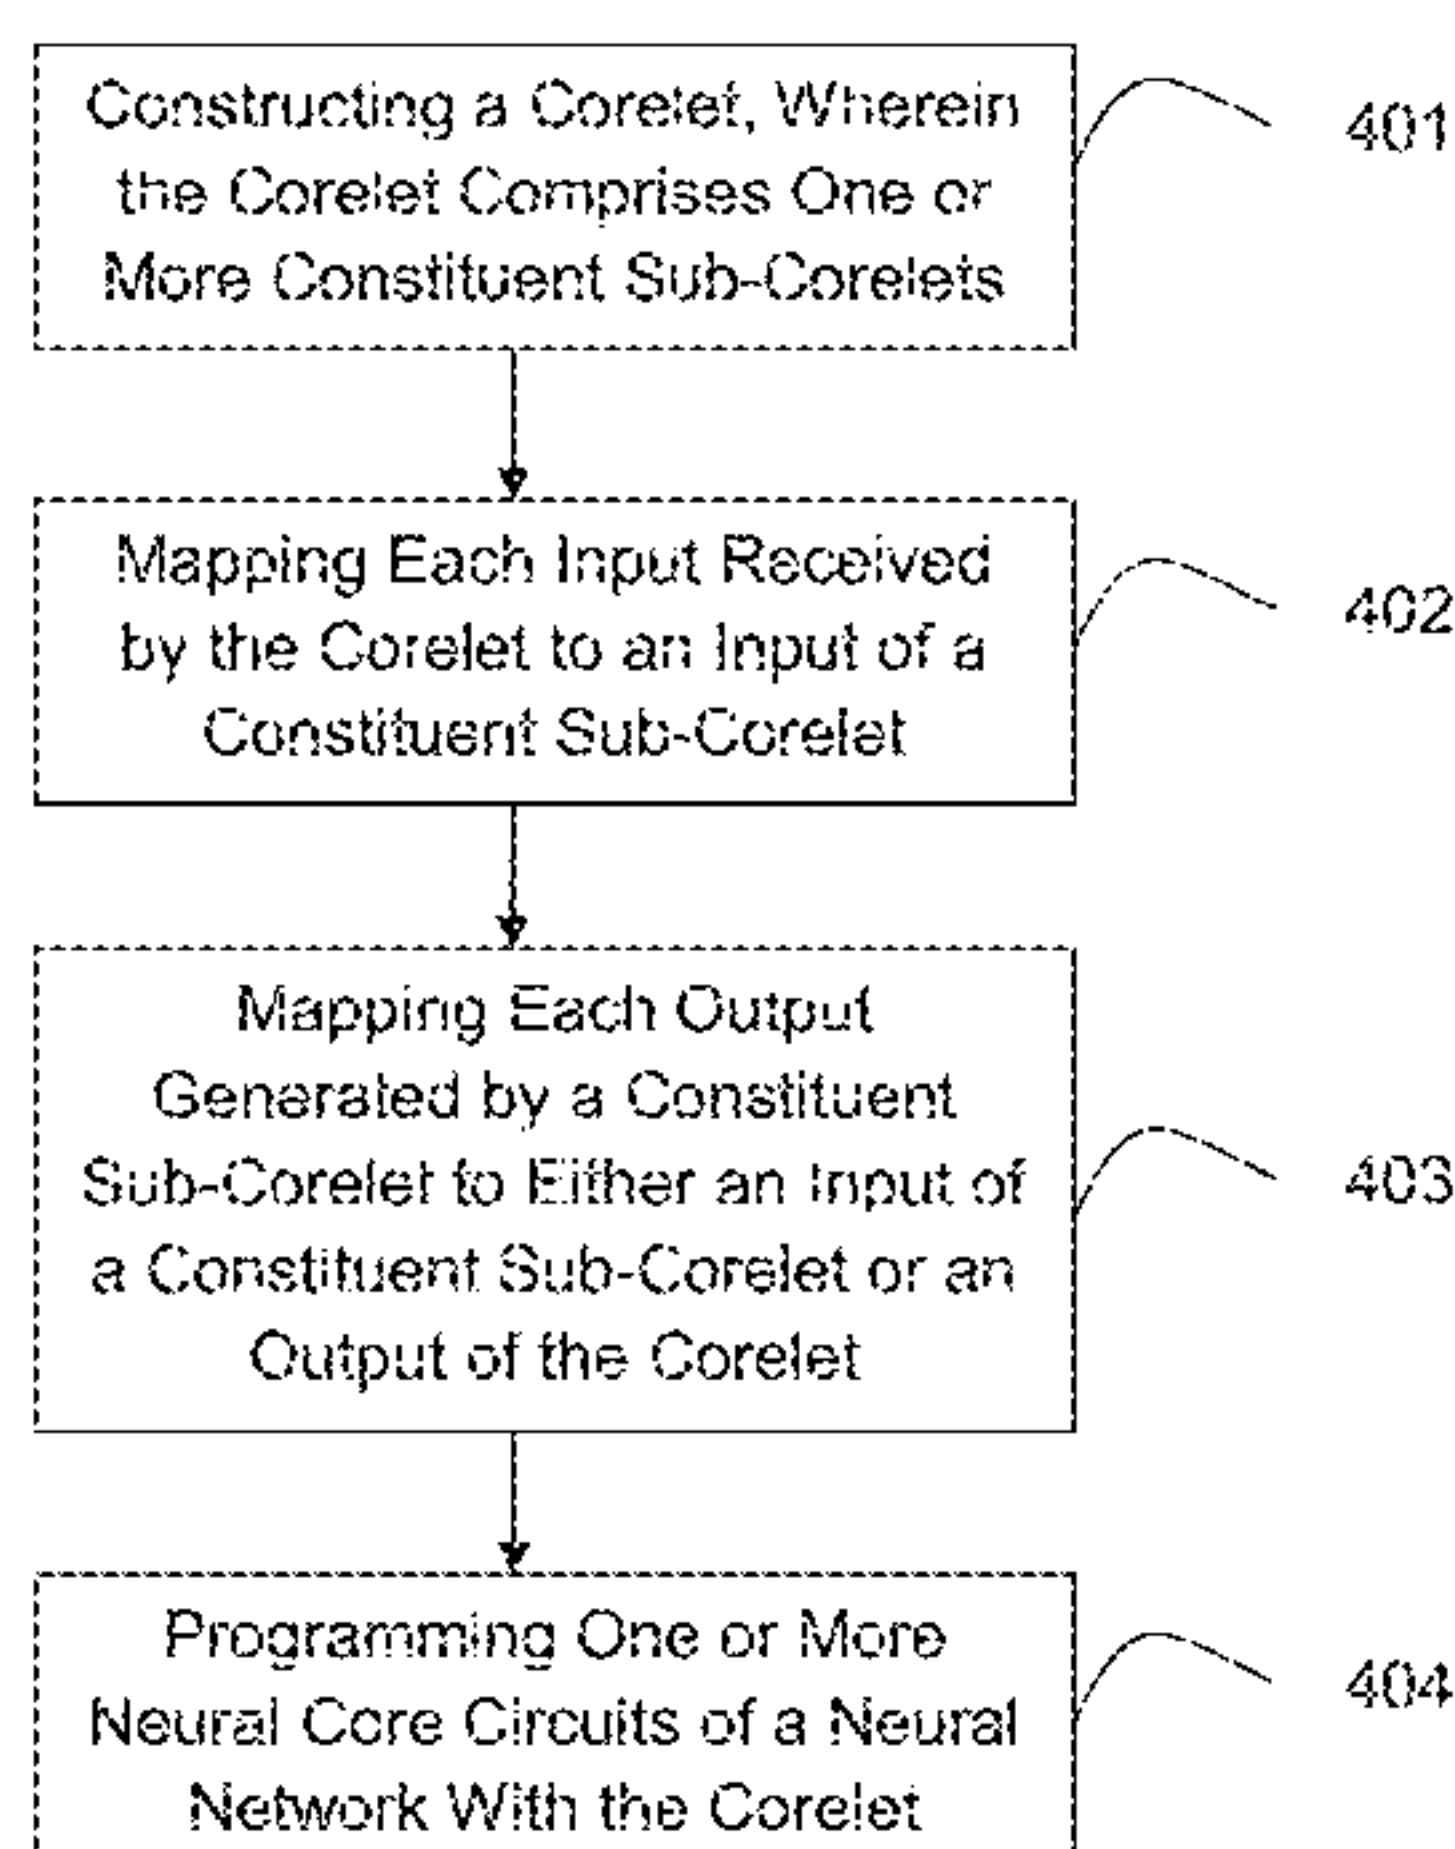 Constructing a Corelet, Wherein
the Corelet Comprises One or
More Constituent Sub-Corelets
401
Mapping Each Input Received
by the Corelet to an Input of a
Constituent Sub-Corelet
402
Mapping Each Output
Generated by a Constituent
Sub-Corelet to Either an Input of
a Constituent Sub-Corelet or an
Output of the Corelet
403
Programming One or More
Neural Core Circuits of a Neural
Network With the Corelet
404